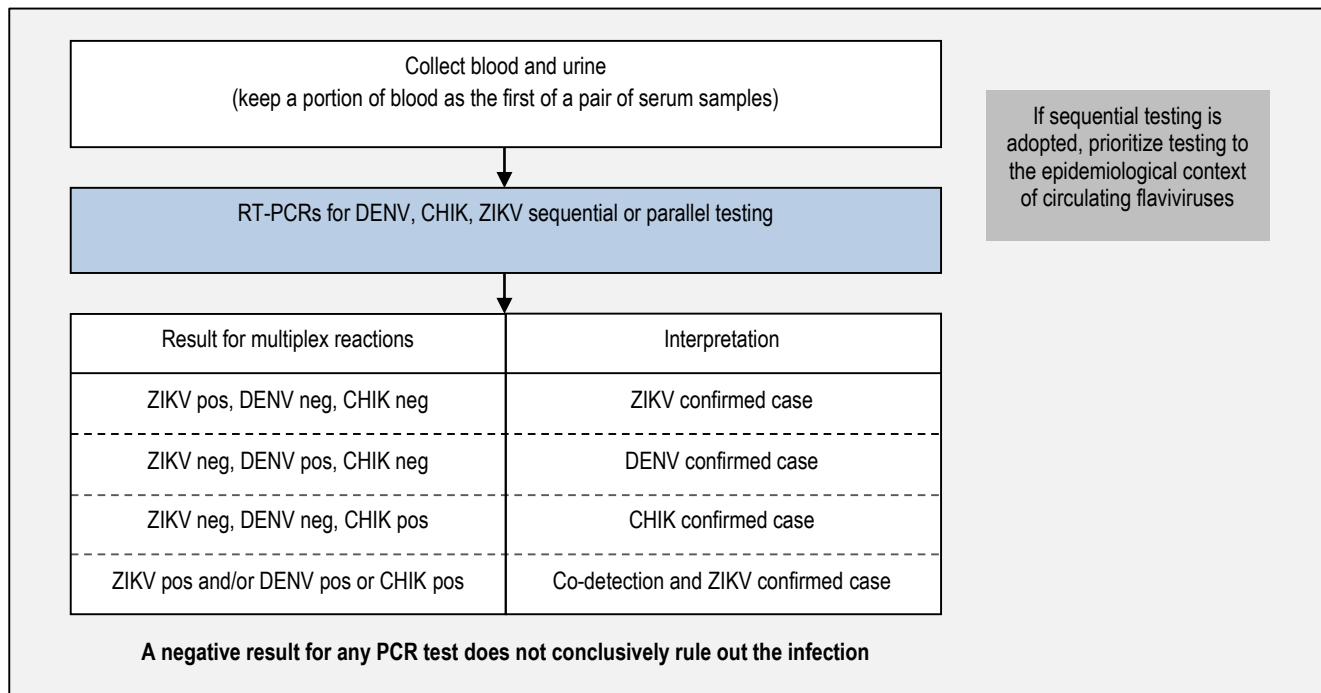 Collect blood and urine
(keep a portion of blood as the first of a pair of serum samples)
If sequential testing is
adopted, prioritize testing to
the epidemiological context
of circulating flaviviruses
RT-PCRs for DENV, CHIK, ZIKV sequential or parallel testing
Result for multiplex reactions
Interpretation
ZIKV pos, DENV neg, CHIK neg
ZIKV confirmed case
ZIKV neg, DENV pos, CHIK neg
DENV confirmed case
ZIKV neg, DENV neg, CHIK pos
CHIK confirmed case
ZIKV pos and/or DENV pos or CHIK pos
Co-detection and ZIKV confirmed case
A negative result for any PCR test does not conclusively rule out the infection